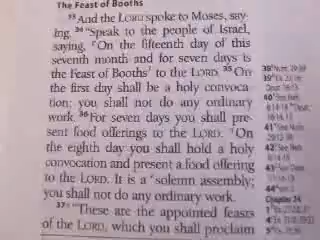 The Feast of Booths
33 And the LORD spoke to Moses, say-
ing, 34 "Speak to the people of Israel,
saying, On the fifteenth day of this
seventh month and for seven days is
the Feast of Booths to the LORD. 35 On
the first day shall be a holy convoca-
tion; you shall not do any ordinary
work. 36 For seven days you shall pre-
sent food offerings to the LORD. On
the eighth day you shall hold a holy
convocation and present a food offering
to the LORD. It is a solemn assembly;
you shall not do any ordinary work.
37 "These are the appointed feasts
of the LORD, which you shall proclaim
Chapter 24